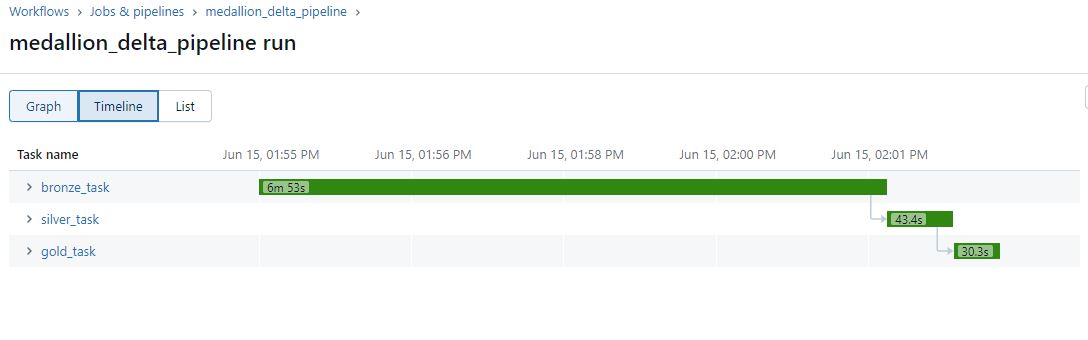 Workflows > Jobs & pipelines > medallion_delta_pipeline >
medallion_delta_pipeline run
Graph Timeline List
Task name Jun 15, 01:55 PM Jun 15, 01:56 PM Jun 15, 01:58 PM Jun 15, 02:00 PM Jun 15, 02:01 PM
bronze_task 6m 53s
silver_task 43.4s
gold_task 30.3s